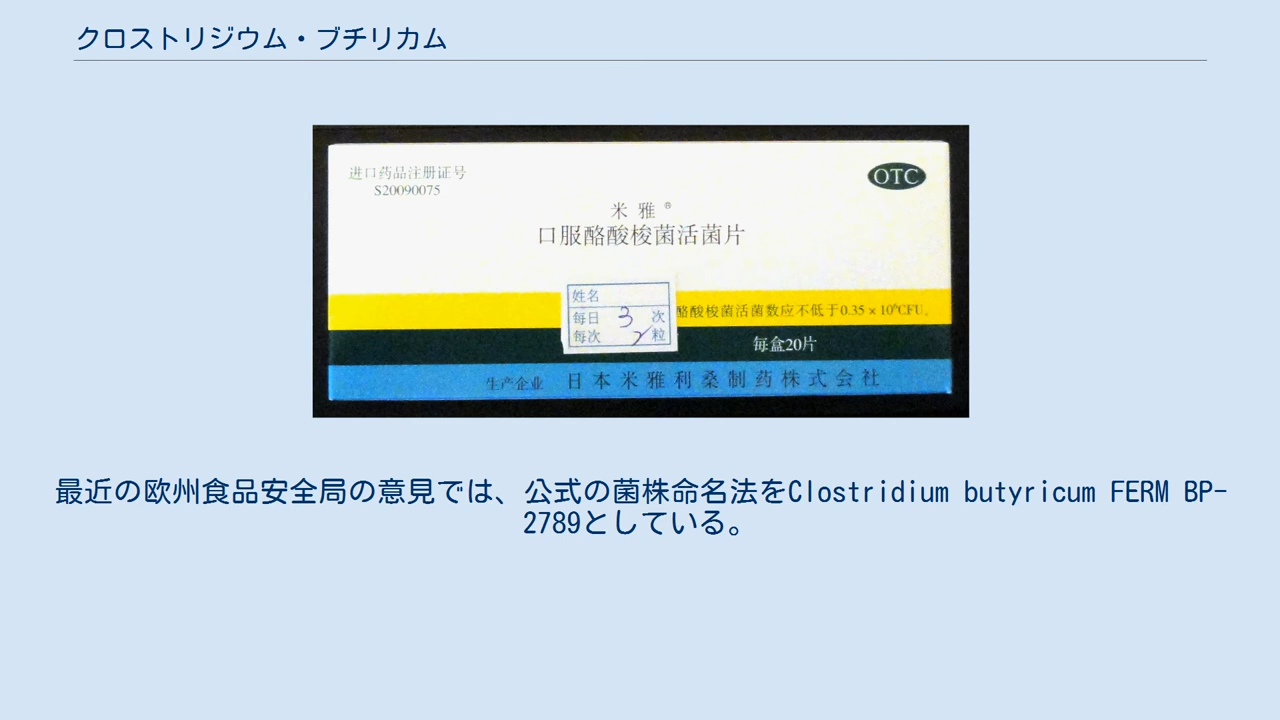 クロストリジウム・ブチリカム
进口药品注册证号
S20090075
OTC
米雅®
口服酪酸梭菌活菌片
姓名
每日 3 次
每次 2 粒
酪酸梭菌活菌数应不低于0.35×10⁶CFU。
每盒20片
生产企业 日本米雅利桑制药株式会社
最近の欧州食品安全局の意見では、公式の菌株命名法をClostridium butyricum FERM BP-
2789としている。